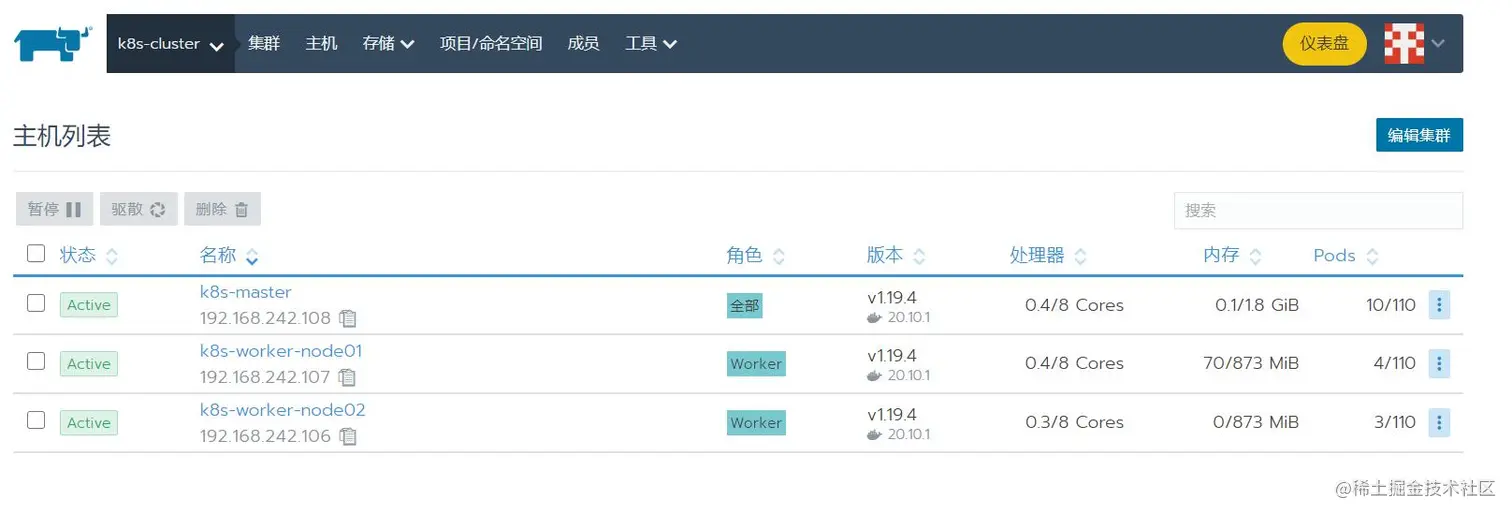 k8s-cluster 集群 主机 存储 项目/命名空间 成员 工具 仪表盘
主机列表 编辑集群
暂停 驱散 删除 搜索
状态 名称 角色 版本 处理器 内存 Pods
Active k8s-master 全部 v1.19.4 0.4/8 Cores 0.1/1.8 GiB 10/110
192.168.242.108 20.10.1
Active k8s-worker-node01 Worker v1.19.4 0.4/8 Cores 70/873 MiB 4/110
192.168.242.107 20.10.1
Active k8s-worker-node02 Worker v1.19.4 0.3/8 Cores 0/873 MiB 3/110
192.168.242.106 20.10.1
@稀土掘金技术社区